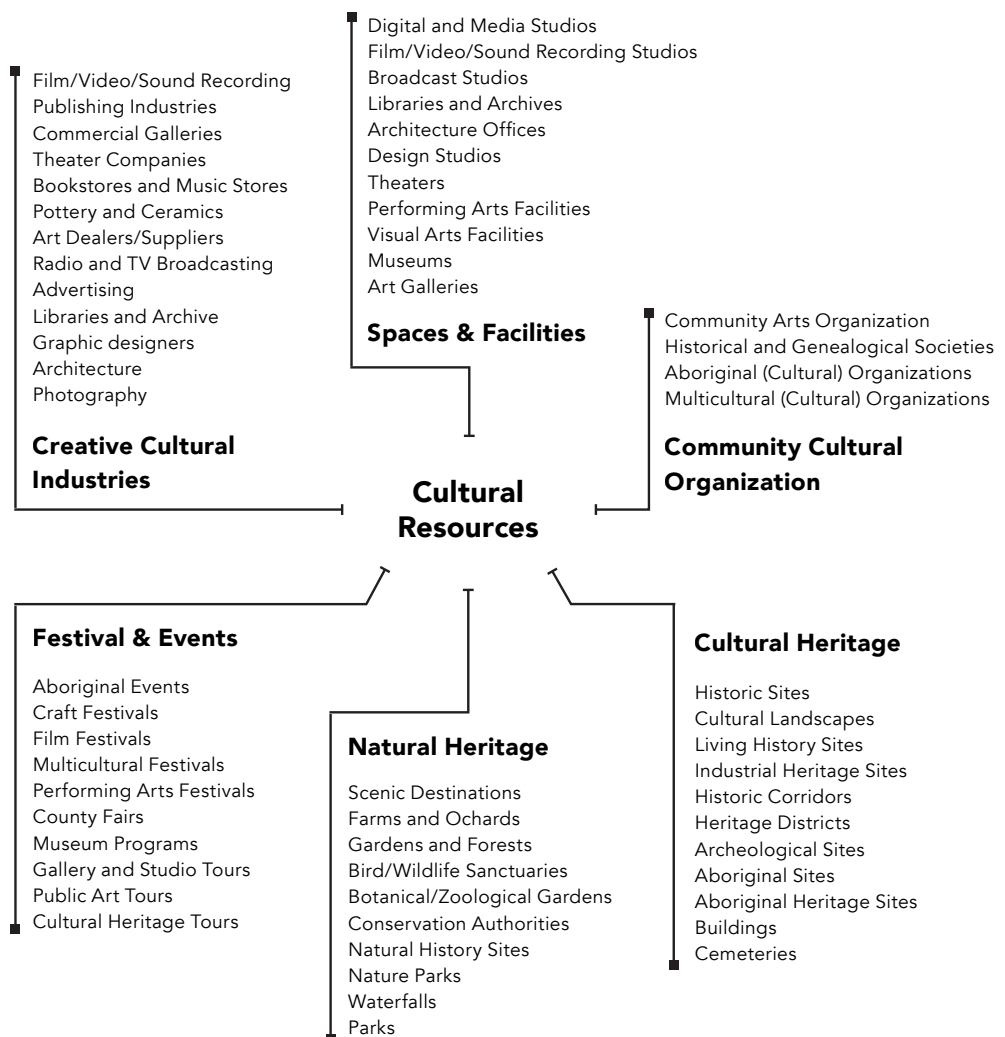 Digital and Media Studios
Film/Video/Sound Recording Studios
Broadcast Studios
Libraries and Archives
Architecture Offices
Design Studios
Theaters
Performing Arts Facilities
Visual Arts Facilities
Museums
Art Galleries
Spaces & Facilities
Film/Video/Sound Recording
Publishing Industries
Commercial Galleries
Theater Companies
Bookstores and Music Stores
Pottery and Ceramics
Art Dealers/Suppliers
Radio and TV Broadcasting
Advertising
Libraries and Archive
Graphic designers
Architecture
Photography
Creative Cultural
Industries
Community Arts Organization
Historical and Genealogical Societies
Aboriginal (Cultural) Organizations
Multicultural (Cultural) Organizations
Community Cultural
Organization
Cultural
Resources
Festival & Events
Aboriginal Events
Craft Festivals
Film Festivals
Multicultural Festivals
Performing Arts Festivals
County Fairs
Museum Programs
Gallery and Studio Tours
Public Art Tours
Cultural Heritage Tours
Natural Heritage
Scenic Destinations
Farms and Ochards
Gardens and Forests
Bird/Wildlife Sanctuaries
Botanical/Zoological Gardens
Conservation Authorities
Natural History Sites
Nature Parks
Waterfalls
Parks
Cultural Heritage
Historic Sites
Cultural Landscapes
Living History Sites
Industrial Heritage Sites
Historic Corridors
Heritage Districts
Archeological Sites
Aboriginal Sites
Aboriginal Heritage Sites
Buildings
Cemeteries